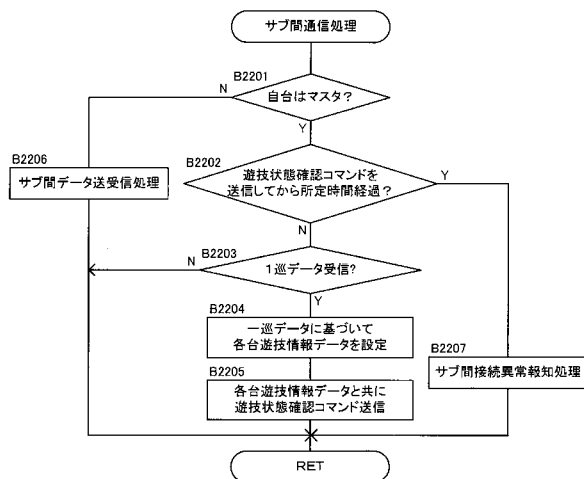 サブ間通信処理
B2201
自台はマスタ？
N
Y
B2206
サブ間データ送受信処理
B2202
遊技状態確認コマンドを
送信してから所定時間経過？
Y
N
B2203
1巡データ受信?
N
Y
B2204
一巡データに基づいて
各台遊技情報データを設定
B2205
各台遊技情報データと共に
遊技状態確認コマンド送信
B2207
サブ間接続異常報知処理
RET